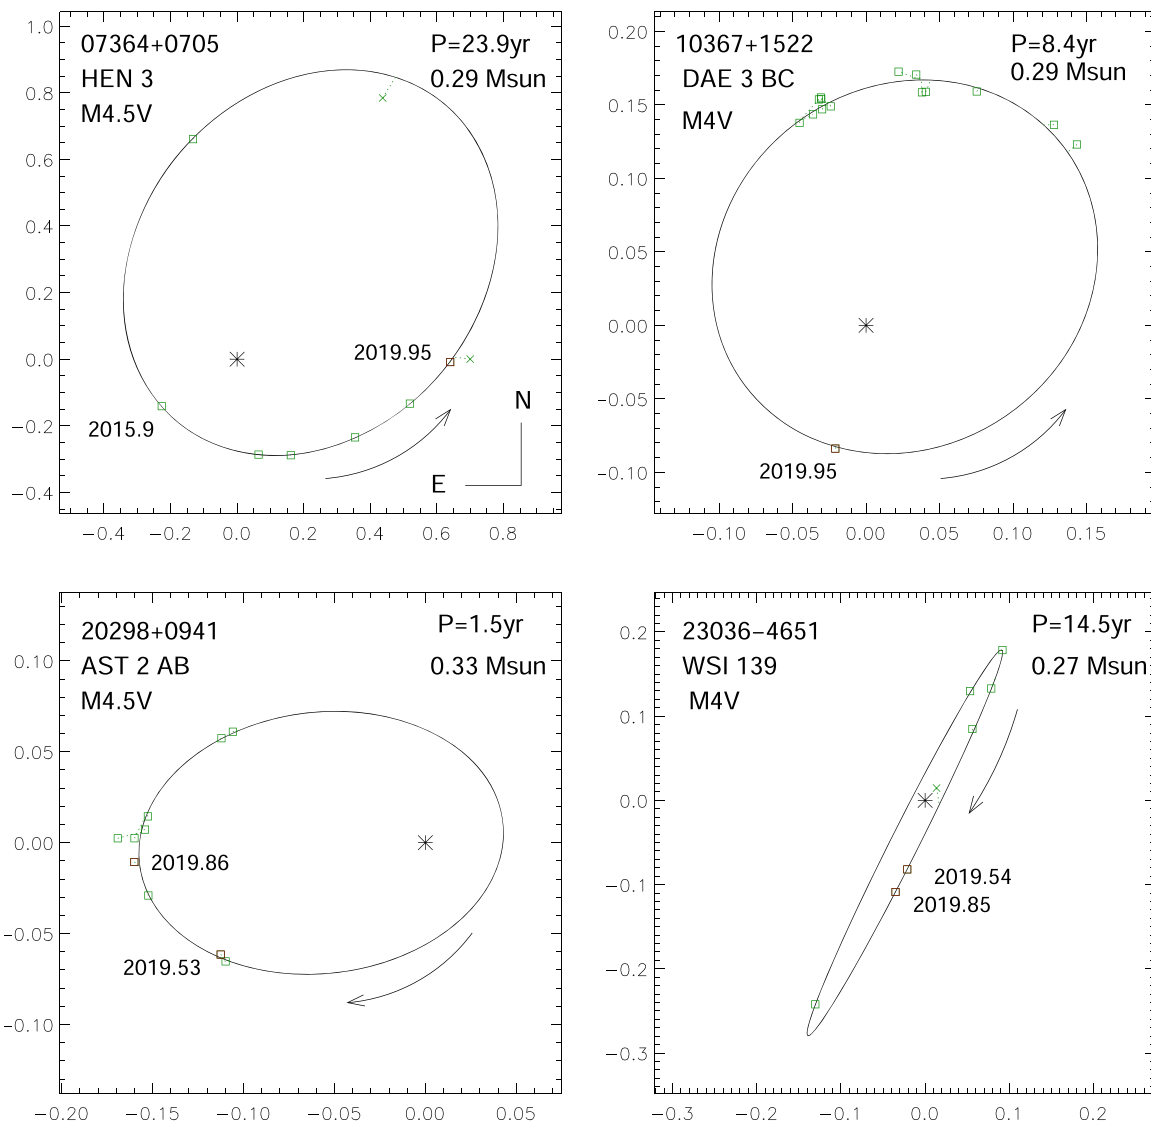 07364+0705
P=23.9yr
HEN 3
0.29 Msun
M4.5V
1.0
0.8
0.6
0.4
0.2
0.0
−0.2
−0.4
2019.95
2015.9
N
E
−0.4 −0.2 0.0 0.2 0.4 0.6 0.8
10367+1522
P=8.4yr
DAE 3 BC
0.29 Msun
M4V
0.20
0.15
0.10
0.05
0.00
−0.05
−0.10
2019.95
−0.10 −0.05 0.00 0.05 0.10 0.15
20298+0941
P=1.5yr
AST 2 AB
0.33 Msun
M4.5V
0.10
0.05
0.00
−0.05
−0.10
2019.86
2019.53
−0.20 −0.15 −0.10 −0.05 0.00 0.05
23036−4651
P=14.5yr
WSI 139
0.27 Msun
M4V
0.2
0.1
0.0
−0.1
−0.2
−0.3
2019.54
2019.85
−0.3 −0.2 −0.1 0.0 0.1 0.2